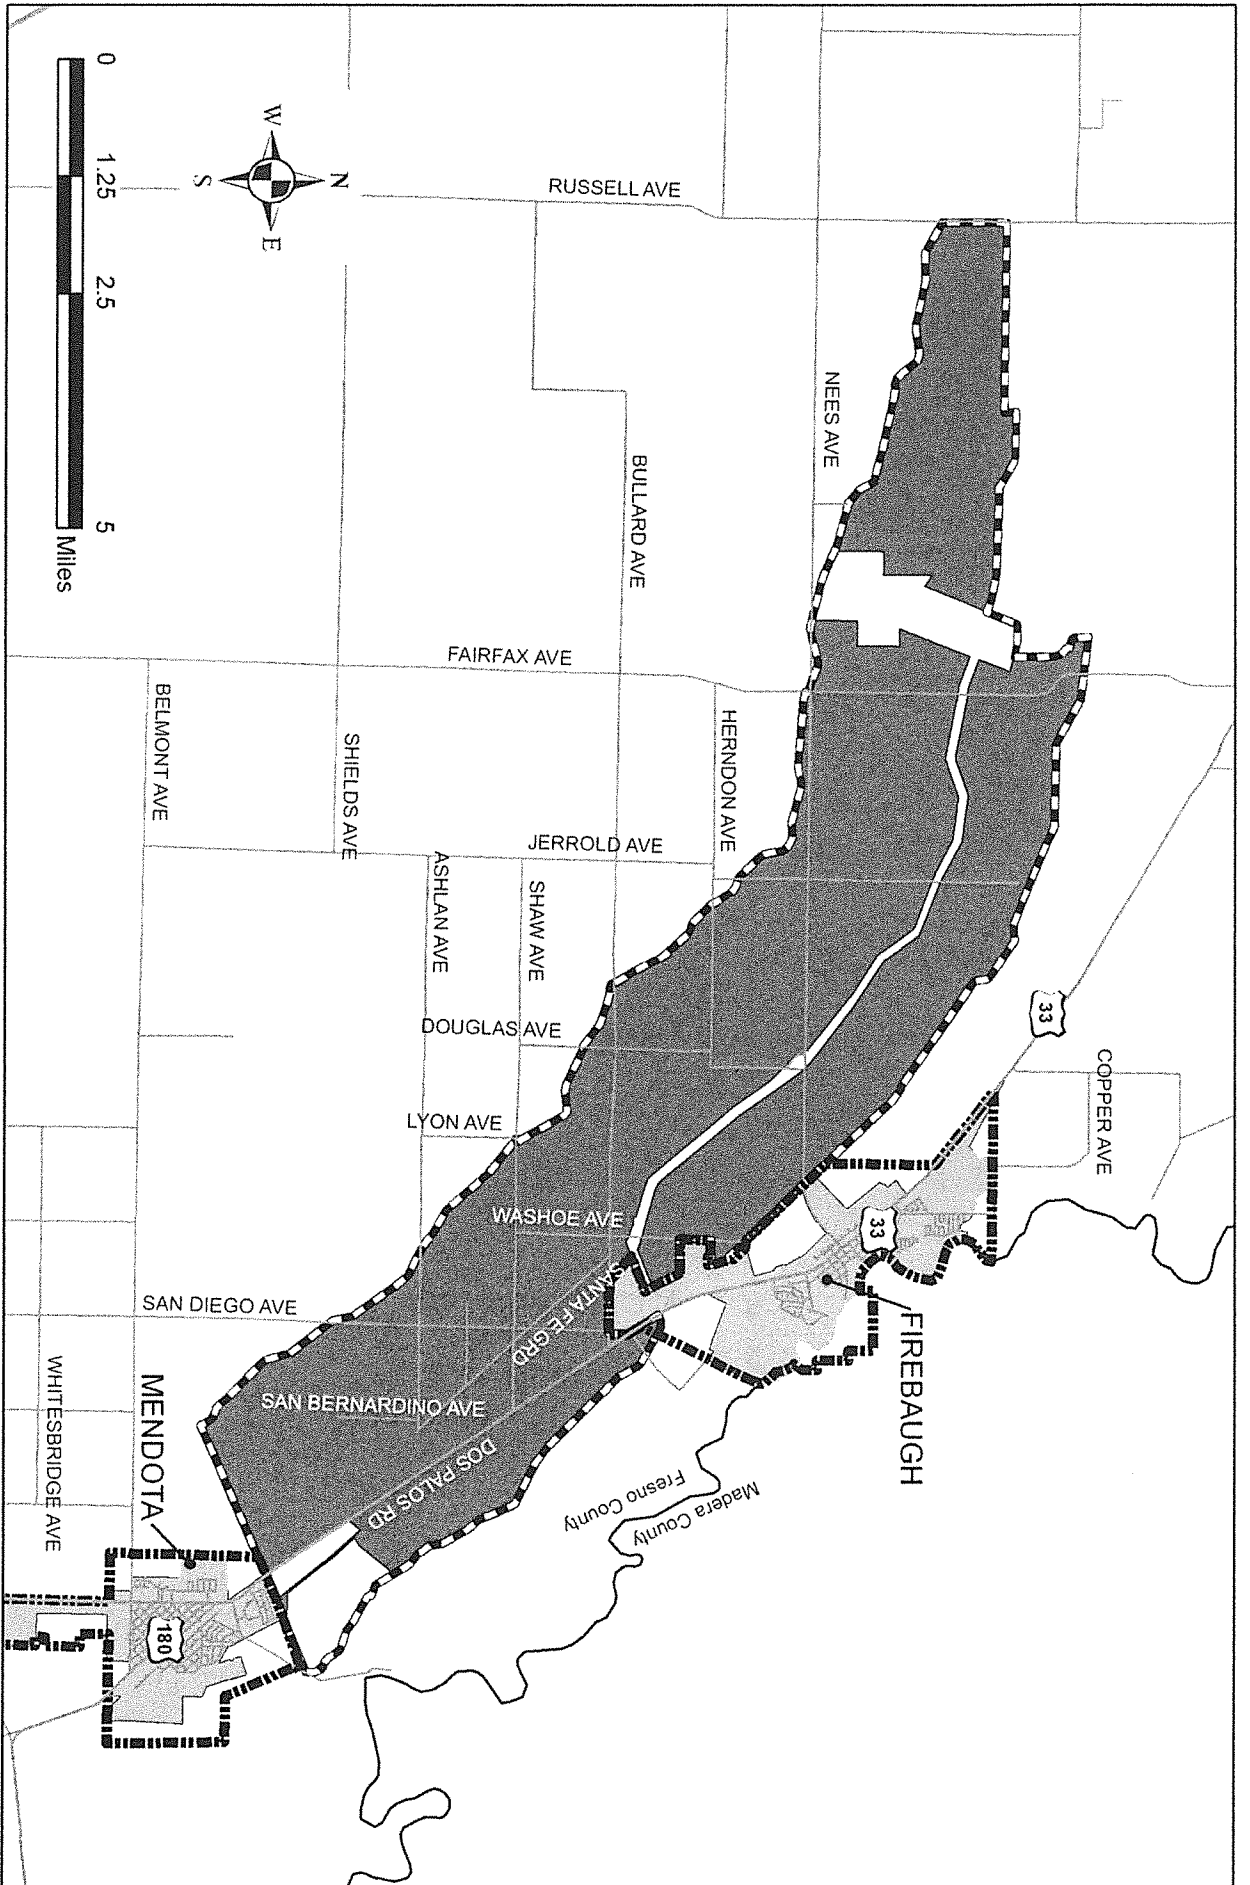 COPPER AVE
33
33
FIREBAUGH
NEES AVE
HERNDON AVE
BULLARD AVE
RUSSELL AVE
FAIRFAX AVE
JERROLD AVE
SHAW AVE
DOUGLAS AVE
ASHLAN AVE
LYON AVE
WASHOE AVE
SANTA FE GRD
SHIELDS AVE
SAN DIEGO AVE
SAN BERNARDINO AVE
DOS PALOS RD
Madera County
Fresno County
BELMONT AVE
MENDOTA
180
WHITESBRIDGE AVE
N
W
E
S
0
1.25
2.5
5
Miles